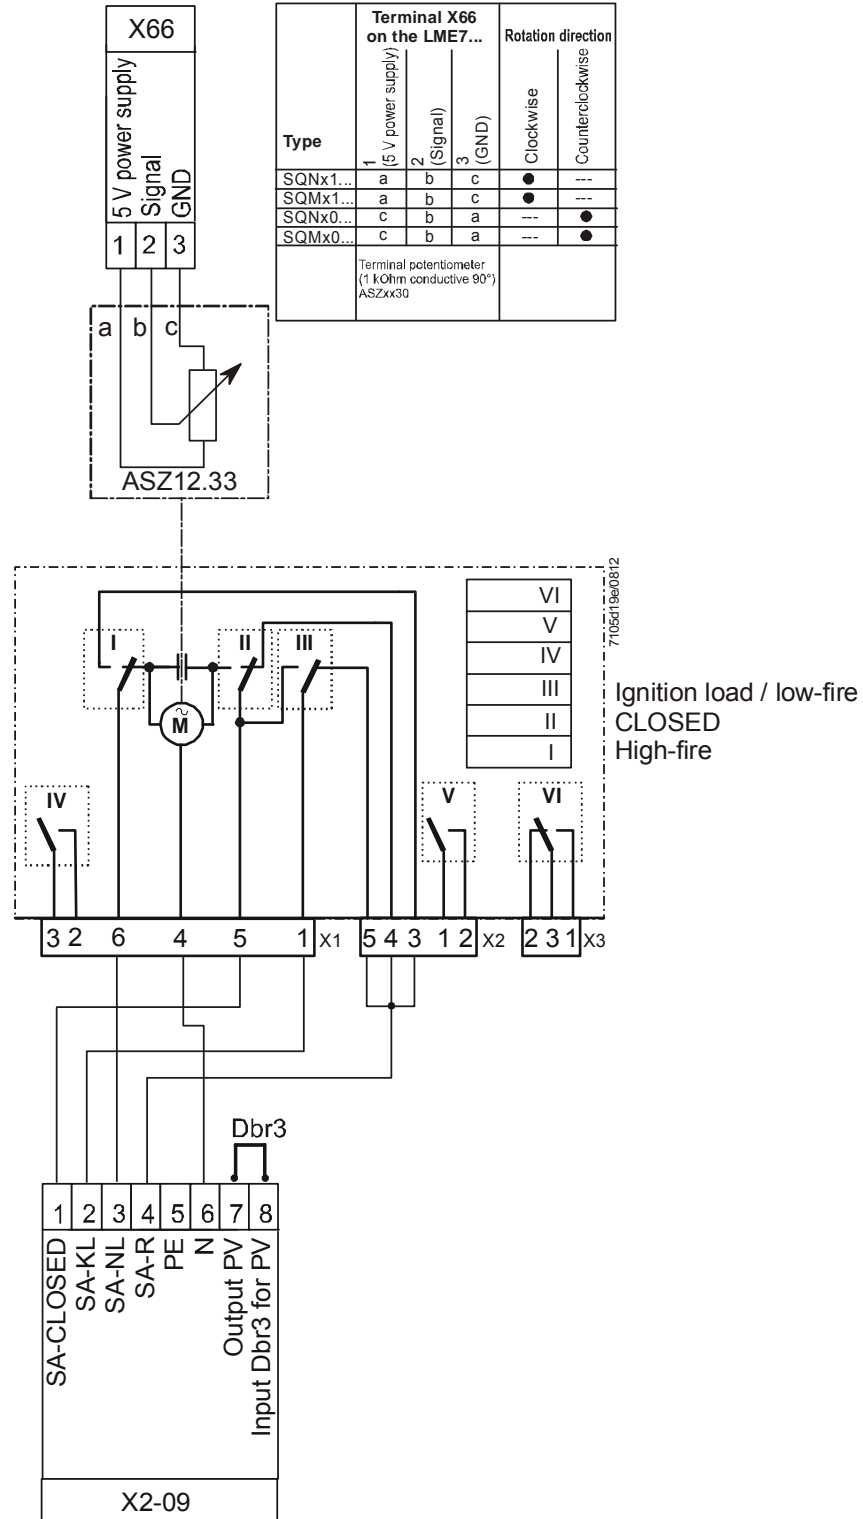 X66
5 V power supply
Signal
GND
1 2 3
Terminal X66
on the LME7...
Rotation direction
Type
1
(5 V power supply)
2
(Signal)
3
(GND)
Clockwise
Counterclockwise
SQNx1... a b c ● ---
SQMx1... a b c ● ---
SQNx0... c b a --- ●
SQMx0... c b a --- ●
Terminal potentiometer
(1 kOhm conductive 90°)
ASZxx30
a b c
ASZ12.33
7105d19e/0812
I II III
M
~
VI
V
IV
III Ignition load / low-fire
II CLOSED
I High-fire
IV V VI
3 2 6 4 5 1 X1 5 4 3 1 2 X2 2 3 1 X3
Dbr3
1 2 3 4 5 6 7 8
SA-CLOSED
SA-KL
SA-NL
SA-R
PE
N
Output PV
Input Dbr3 for PV
X2-09